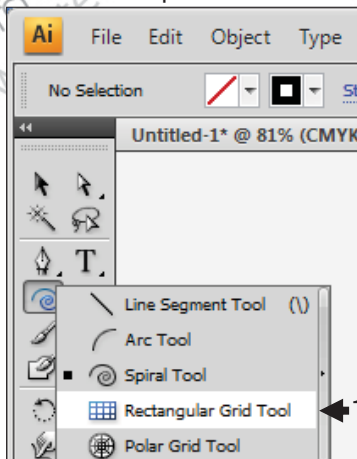 Ai File Edit Object Type
No Selection
Untitled-1* @ 81% (CMYK
T
Line Segment Tool (\)
Arc Tool
Spiral Tool
Rectangular Grid Tool
Polar Grid Tool